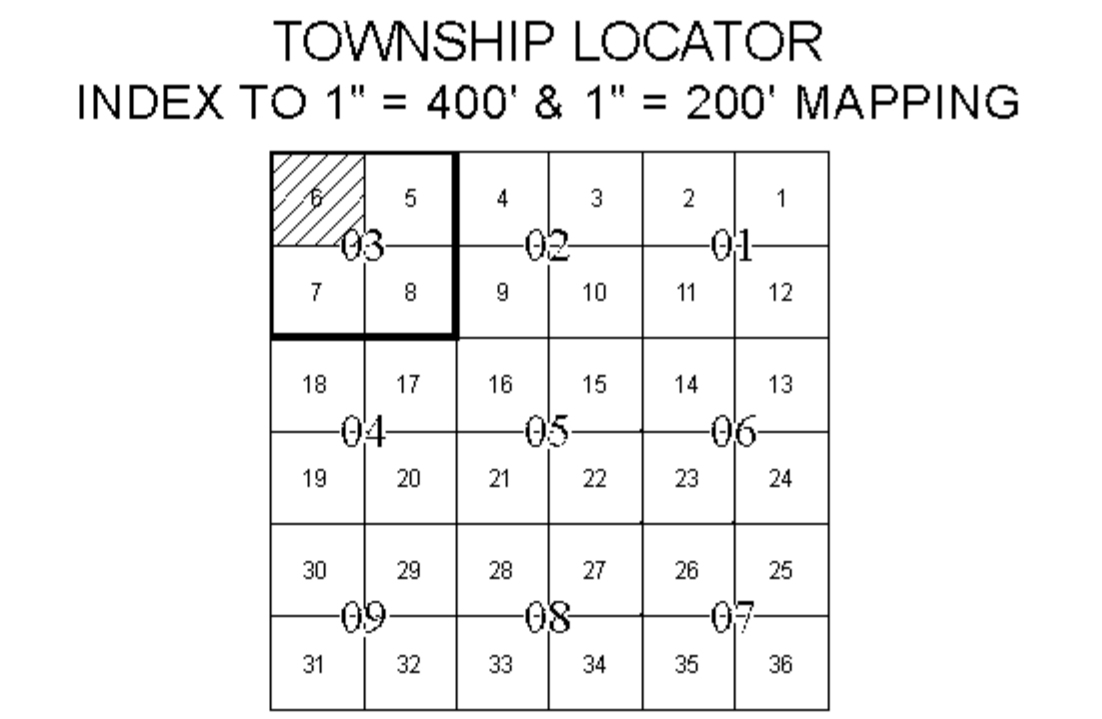 TOWNSHIP LOCATOR
INDEX TO 1" = 400' & 1" = 200' MAPPING
6 5 4 3 2 1
03 02 01
7 8 9 10 11 12
18 17 16 15 14 13
04 05 06
19 20 21 22 23 24
30 29 28 27 26 25
09 08 07
31 32 33 34 35 36